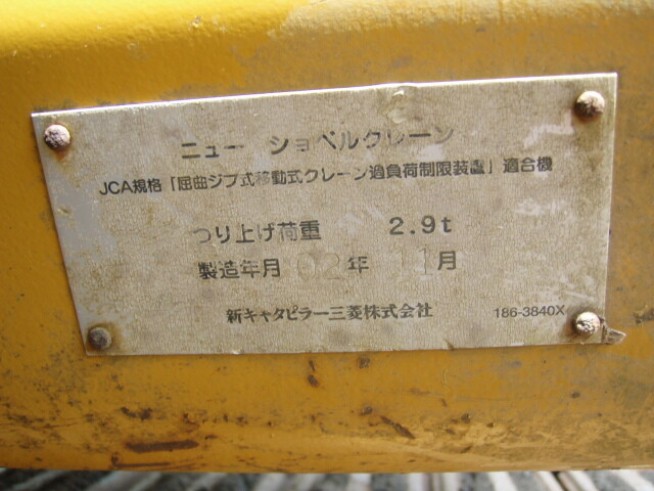 ニュー ショベルクレーン
JCA規格「屈曲ジブ式移動式クレーン過負荷制限装置」適合機
つり上げ荷重 2.9t
製造年月 02年 11月
新キャタピラー三菱株式会社
186-3840X